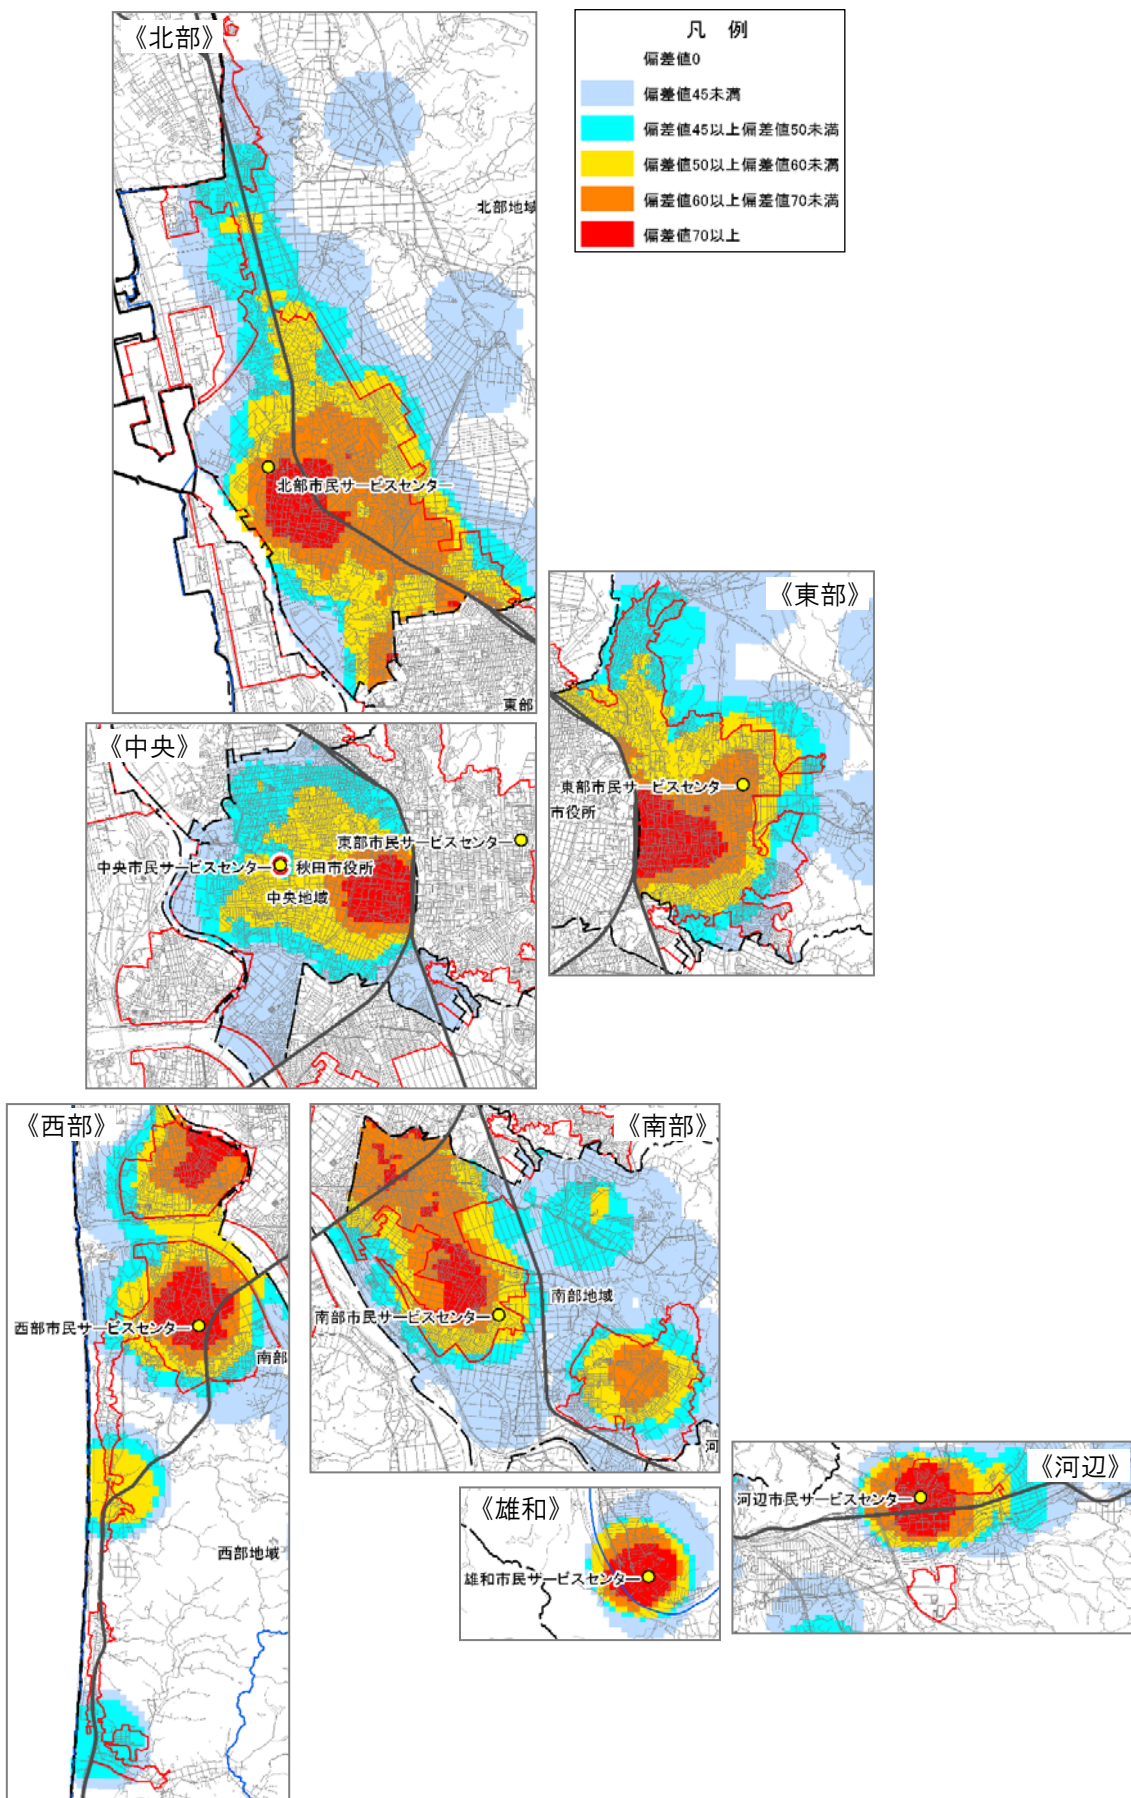 《北部》
北部地域
北部市民サービスセンター
東部
凡 例
偏差値0
偏差値45未満
偏差値45以上偏差値50未満
偏差値50以上偏差値60未満
偏差値60以上偏差値70未満
偏差値70以上
《東部》
東部市民サービスセンター
市役所
《中央》
東部市民サービスセンター
中央市民サービスセンター
秋田市役所
中央地域
《西部》
西部市民サービスセンター
南部
西部地域
《南部》
南部地域
南部市民サービスセンター
河
《雄和》
雄和市民サービスセンター
《河辺》
河辺市民サービスセンター